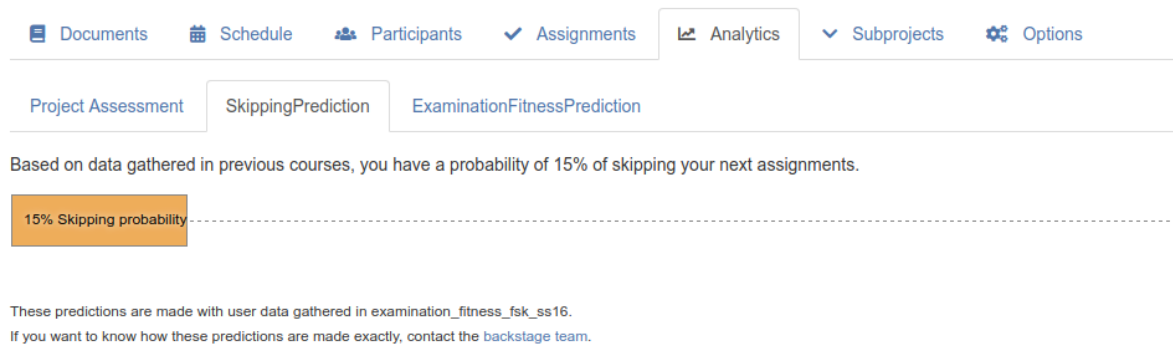 Documents Schedule Participants Assignments Analytics Subprojects Options
Project Assessment SkippingPrediction ExaminationFitnessPrediction
Based on data gathered in previous courses, you have a probability of 15% of skipping your next assignments.
15% Skipping probability
These predictions are made with user data gathered in examination_fitness_fsk_ss16.
If you want to know how these predictions are made exactly, contact the backstage team.